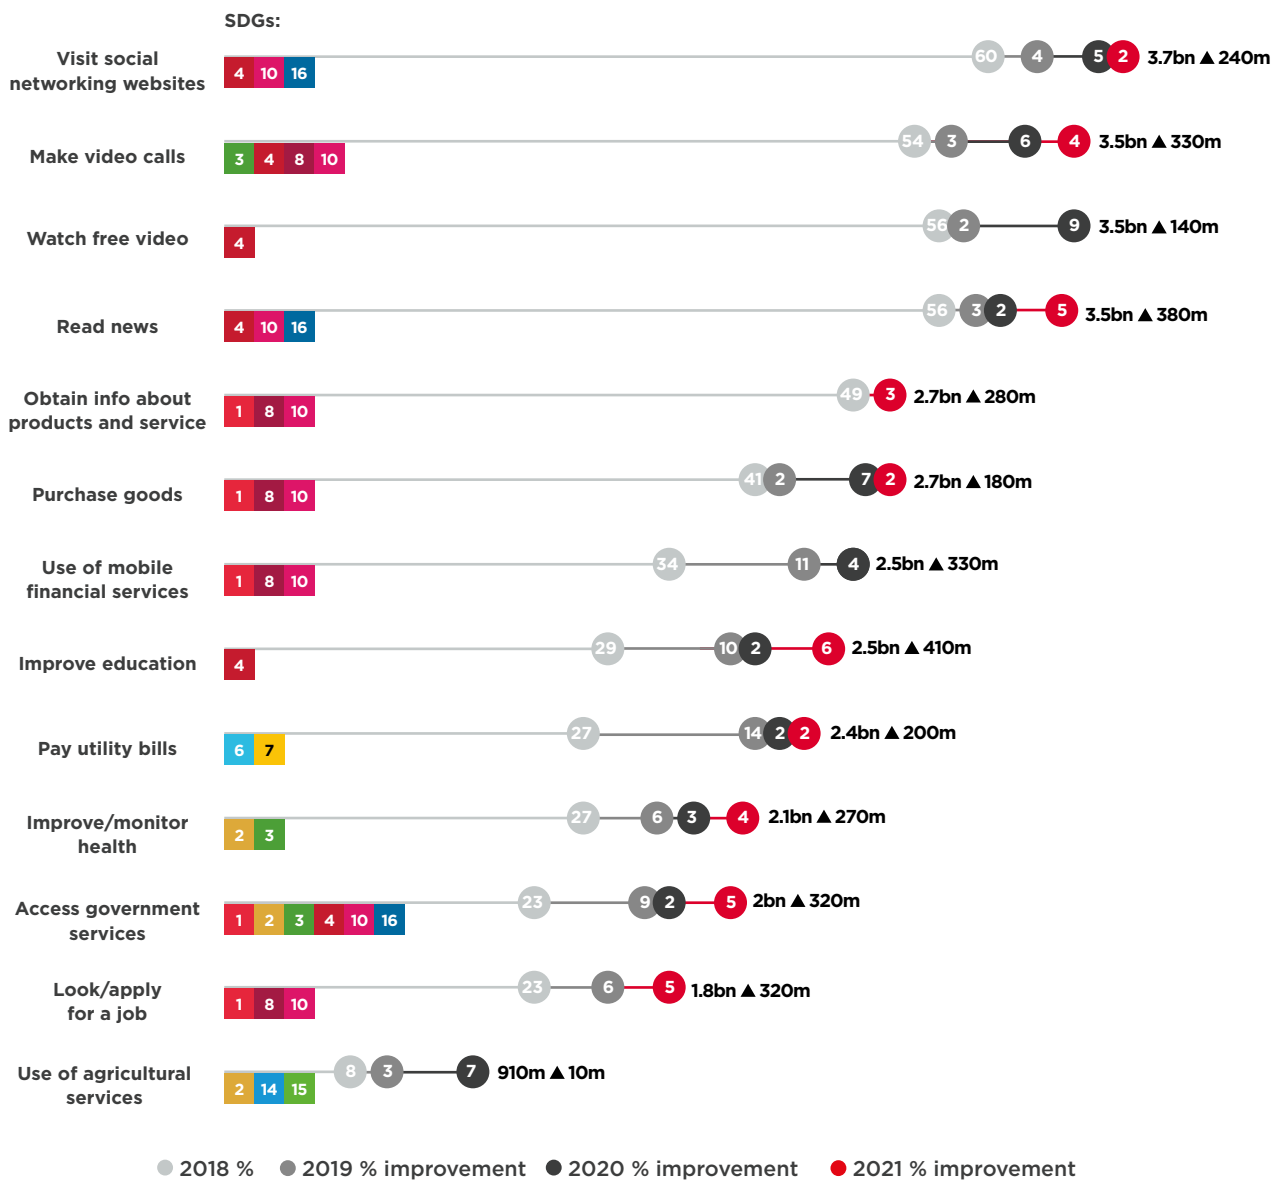 SDGs:
Visit social
networking websites
4 10 16
60 4 5 2 3.7bn ▲ 240m
Make video calls
3 4 8 10
54 3 6 4 3.5bn ▲ 330m
Watch free video
4
56 2 9 3.5bn ▲ 140m
Read news
4 10 16
56 3 2 5 3.5bn ▲ 380m
Obtain info about
products and service
1 8 10
49 3 2.7bn ▲ 280m
Purchase goods
1 8 10
41 2 7 2 2.7bn ▲ 180m
Use of mobile
financial services
1 8 10
34 11 4 2.5bn ▲ 330m
Improve education
4
29 10 2 6 2.5bn ▲ 410m
Pay utility bills
6 7
27 14 2 2 2.4bn ▲ 200m
Improve/monitor
health
2 3
27 6 3 4 2.1bn ▲ 270m
Access government
services
1 2 3 4 10 16
23 9 2 5 2bn ▲ 320m
Look/apply
for a job
1 8 10
23 6 5 1.8bn ▲ 320m
Use of agricultural
services
2 14 15
8 3 7 910m ▲ 10m
2018 % 2019 % improvement 2020 % improvement 2021 % improvement